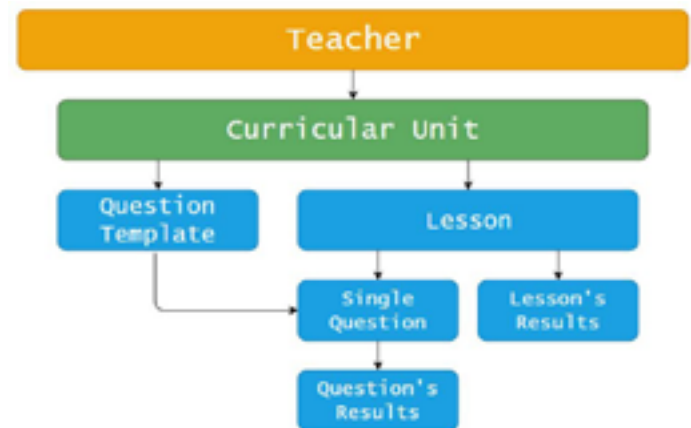 Teacher
Curricular Unit
Question
Template
Lesson
Single
Question
Lesson's
Results
Question's
Results